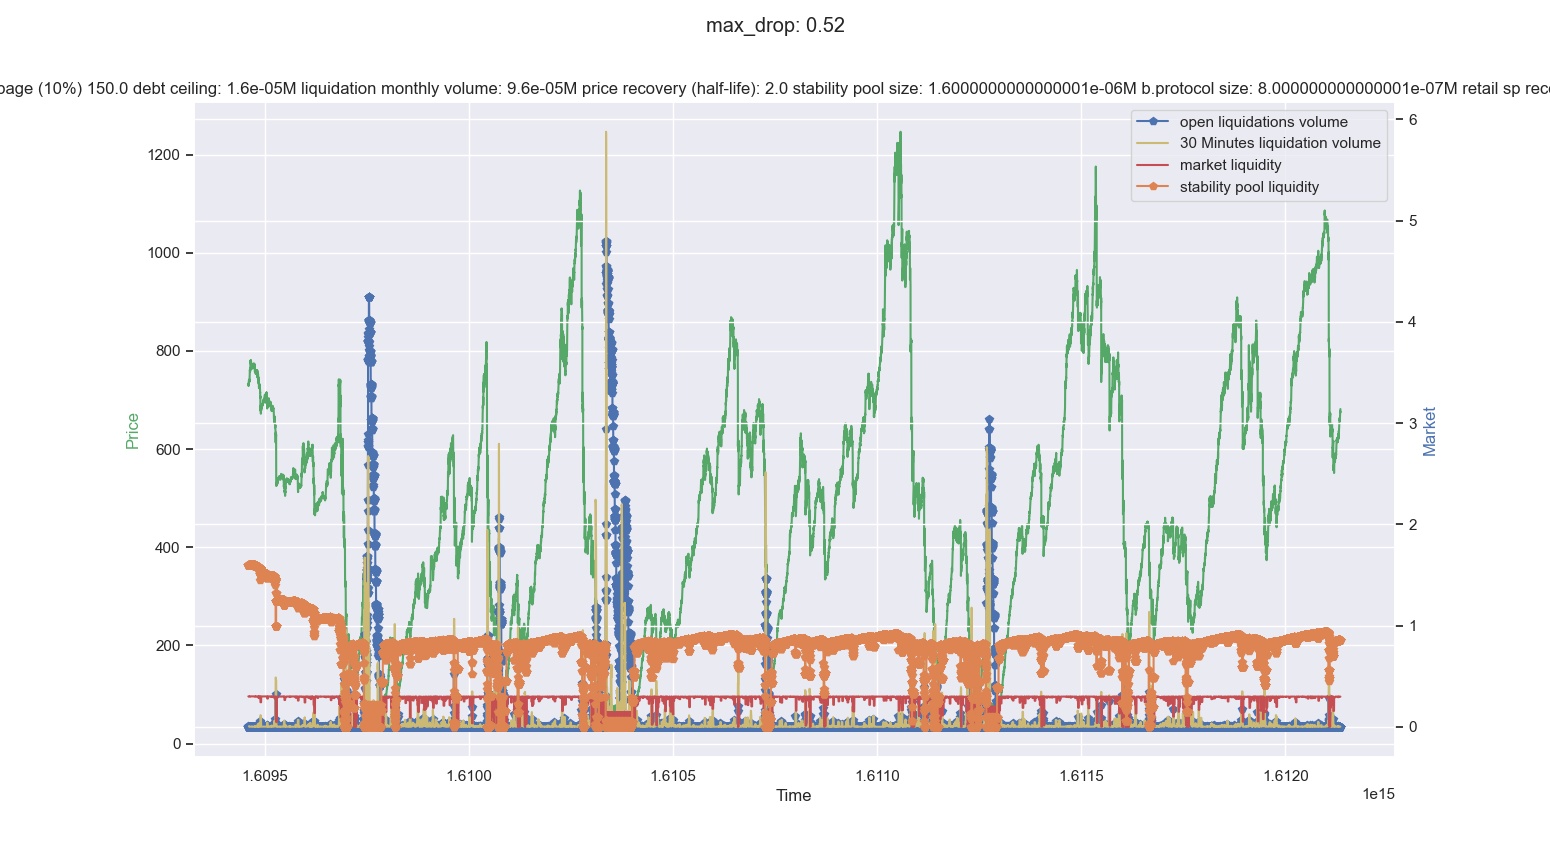 max_drop: 0.52
(10%) 150.0 debt ceiling: 1.6e-05M liquidation monthly volume: 9.6e-05M price recovery (half-life): 2.0 stability pool size: 1.6000000000000001e-06M b.protocol size: 8.000000000000001e-07M retail sp
open liquidations volume
30 Minutes liquidation volume
market liquidity
stability pool liquidity
1200
1000
800
600
400
200
0
Price
6
5
4
3
2
1
0
Market
1.6095 1.6100 1.6105 1.6110 1.6115 1.6120
1e15
Time